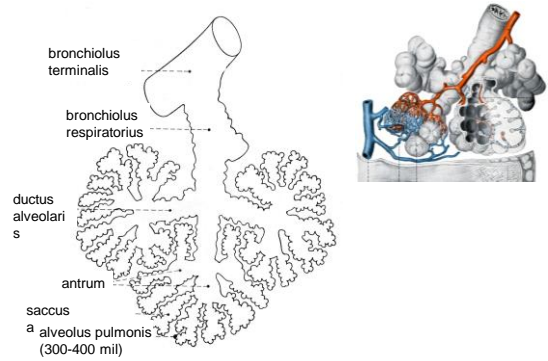 bronchiolus
terminalis
bronchiolus
respiratorius
ductus
alveolari
s
antrum
saccus
a
alveolus pulmonis
(300-400 mil)